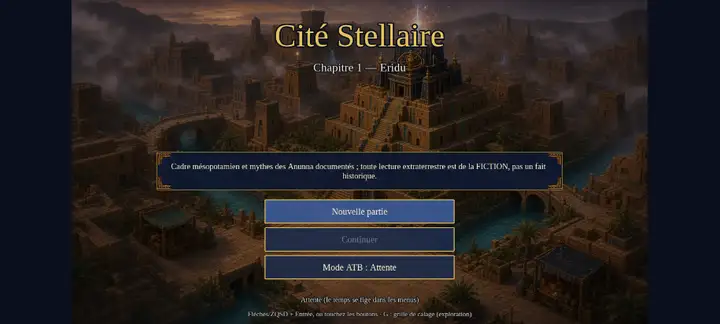 Cité Stellaire
Chapitre 1 — Eridu
Cadre mésopotamien et mythes des Anunna documentés ; toute lecture extraterrestre est de la FICTION, pas un fait
historique.
Nouvelle partie
Continuer
Mode ATB : Attente
Attente (le temps se fige dans les menus)
Flèches/ZQSD + Entrée, ou touchez les boutons · G : grille de calage (exploration)